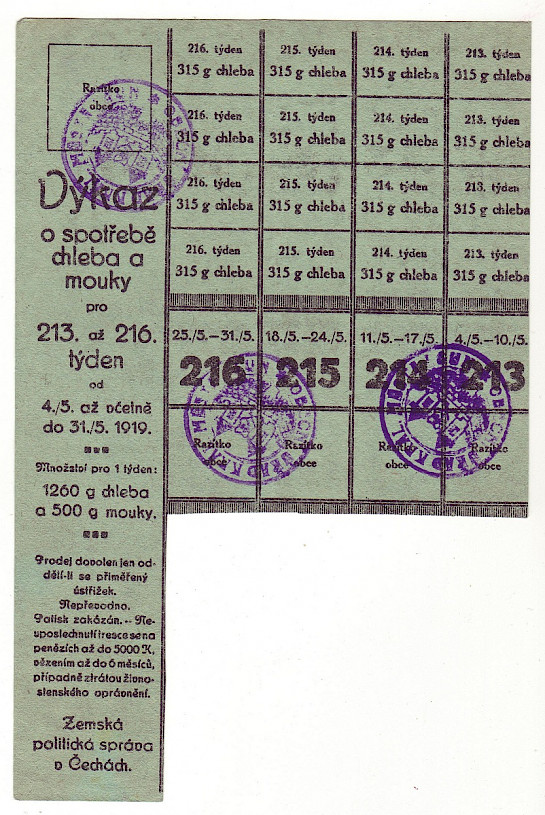 Razítko
obce
Výkaz
o spotřebě
chleba a
mouky
pro
213. až 216.
týden
od
4./5. až včetně
do 31./5. 1919.
Množství pro 1 týden:
1260 g chleba
a 500 g mouky.
Prodej dovolen jen od-
dělí-li se přiměřený
ústřižek.
Nepřevodno.
Patisk zakázán. - Ne-
uposlechnutí tresce se na
penězích až do 5000 K,
vězením až do 6 měsíců,
případně ztrátou živno-
stenského oprávnění.
Zemská
politická správa
v Čechách.
216. týden 215. týden 214. týden 213. týden
315 g chleba 315 g chleba 315 g chleba 315 g chleba
216. týden 215. týden 214. týden 213. týden
315 g chleba 315 g chleba 315 g chleba 315 g chleba
216. týden 215. týden 214. týden 213. týden
315 g chleba 315 g chleba 315 g chleba 315 g chleba
216. týden 215. týden 214. týden 213. týden
315 g chleba 315 g chleba 315 g chleba 315 g chleba
25./5.-31./5. 18./5.-24./5. 11./5.-17./5. 4./5.-10./5.
216 215 214 213
Razítko Razítko Razítko Razítko
obce obce obce obce